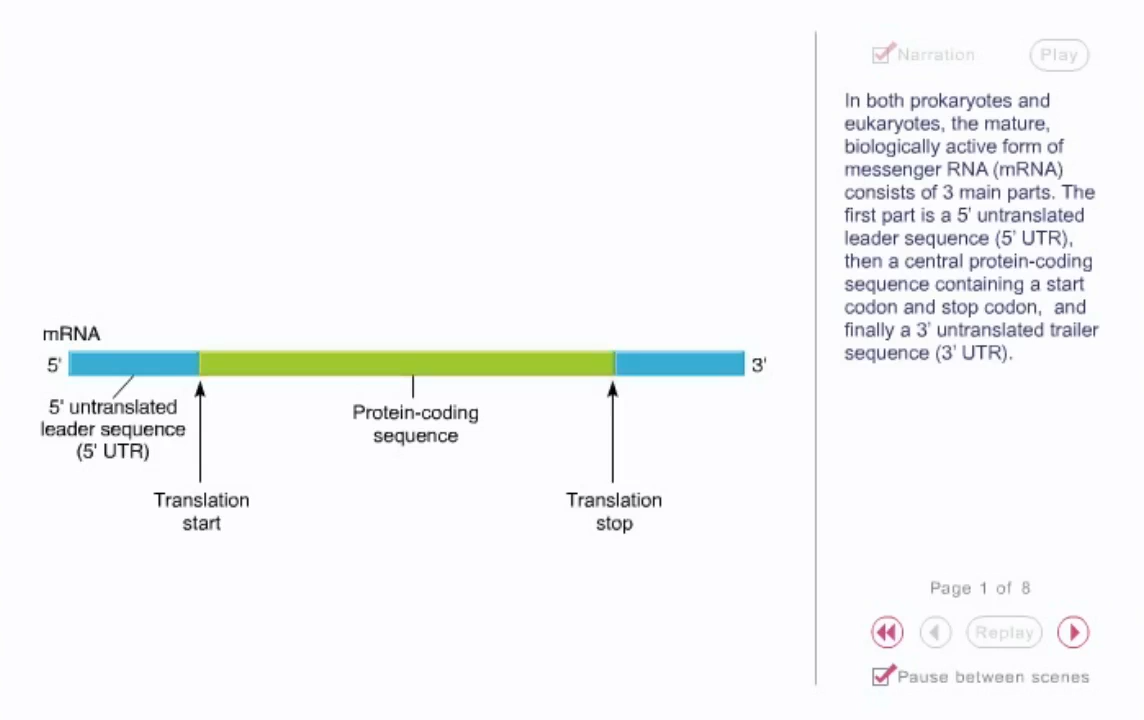 mRNA
5'
3'
5' untranslated
leader sequence
(5' UTR)
Protein-coding
sequence
Translation
start
Translation
stop
Narration
Play
In both prokaryotes and
eukaryotes, the mature,
biologically active form of
messenger RNA (mRNA)
consists of 3 main parts. The
first part is a 5' untranslated
leader sequence (5' UTR),
then a central protein-coding
sequence containing a start
codon and stop codon,  and
finally a 3' untranslated trailer
sequence (3' UTR).
Page 1 of 8
Replay
Pause between scenes